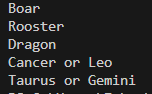 Boar
Rooster
Dragon
Cancer or Leo
Taurus or Gemini